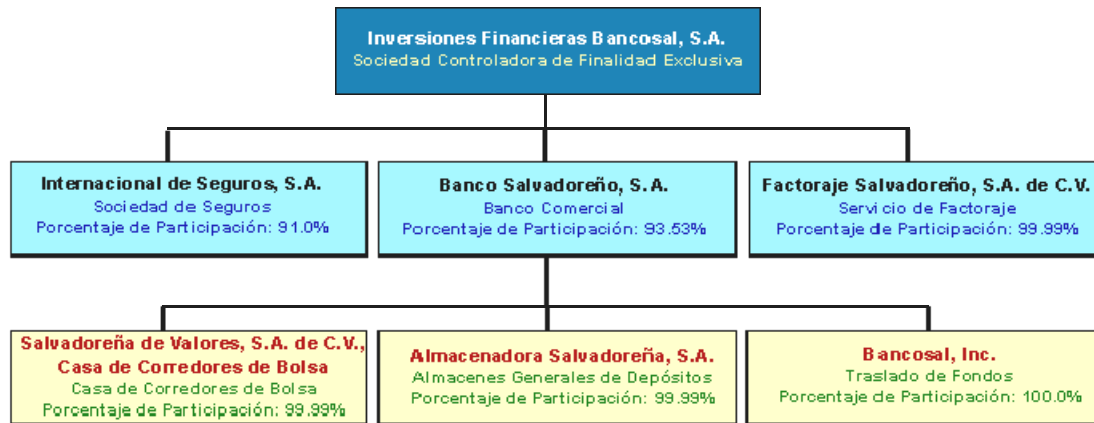 Inversiones Financieras Bancosal, S.A.
Sociedad Controladora de Finalidad Exclusiva
Internacional de Seguros, S.A.
Sociedad de Seguros
Porcentaje de Participación: 91.0%
Banco Salvadoreño, S.A.
Banco Comercial
Porcentaje de Participación: 93.53%
Factoraje Salvadoreño, S.A. de C.V.
Servicio de Factoraje
Porcentaje de Participación: 99.99%
Salvadoreña de Valores, S.A. de C.V.,
Casa de Corredores de Bolsa
Casa de Corredores de Bolsa
Porcentaje de Participación: 99.99%
Almacenadora Salvadoreña, S.A.
Almacenes Generales de Depósitos
Porcentaje de Participación: 99.99%
Bancosal, Inc.
Traslado de Fondos
Porcentaje de Participación: 100.0%